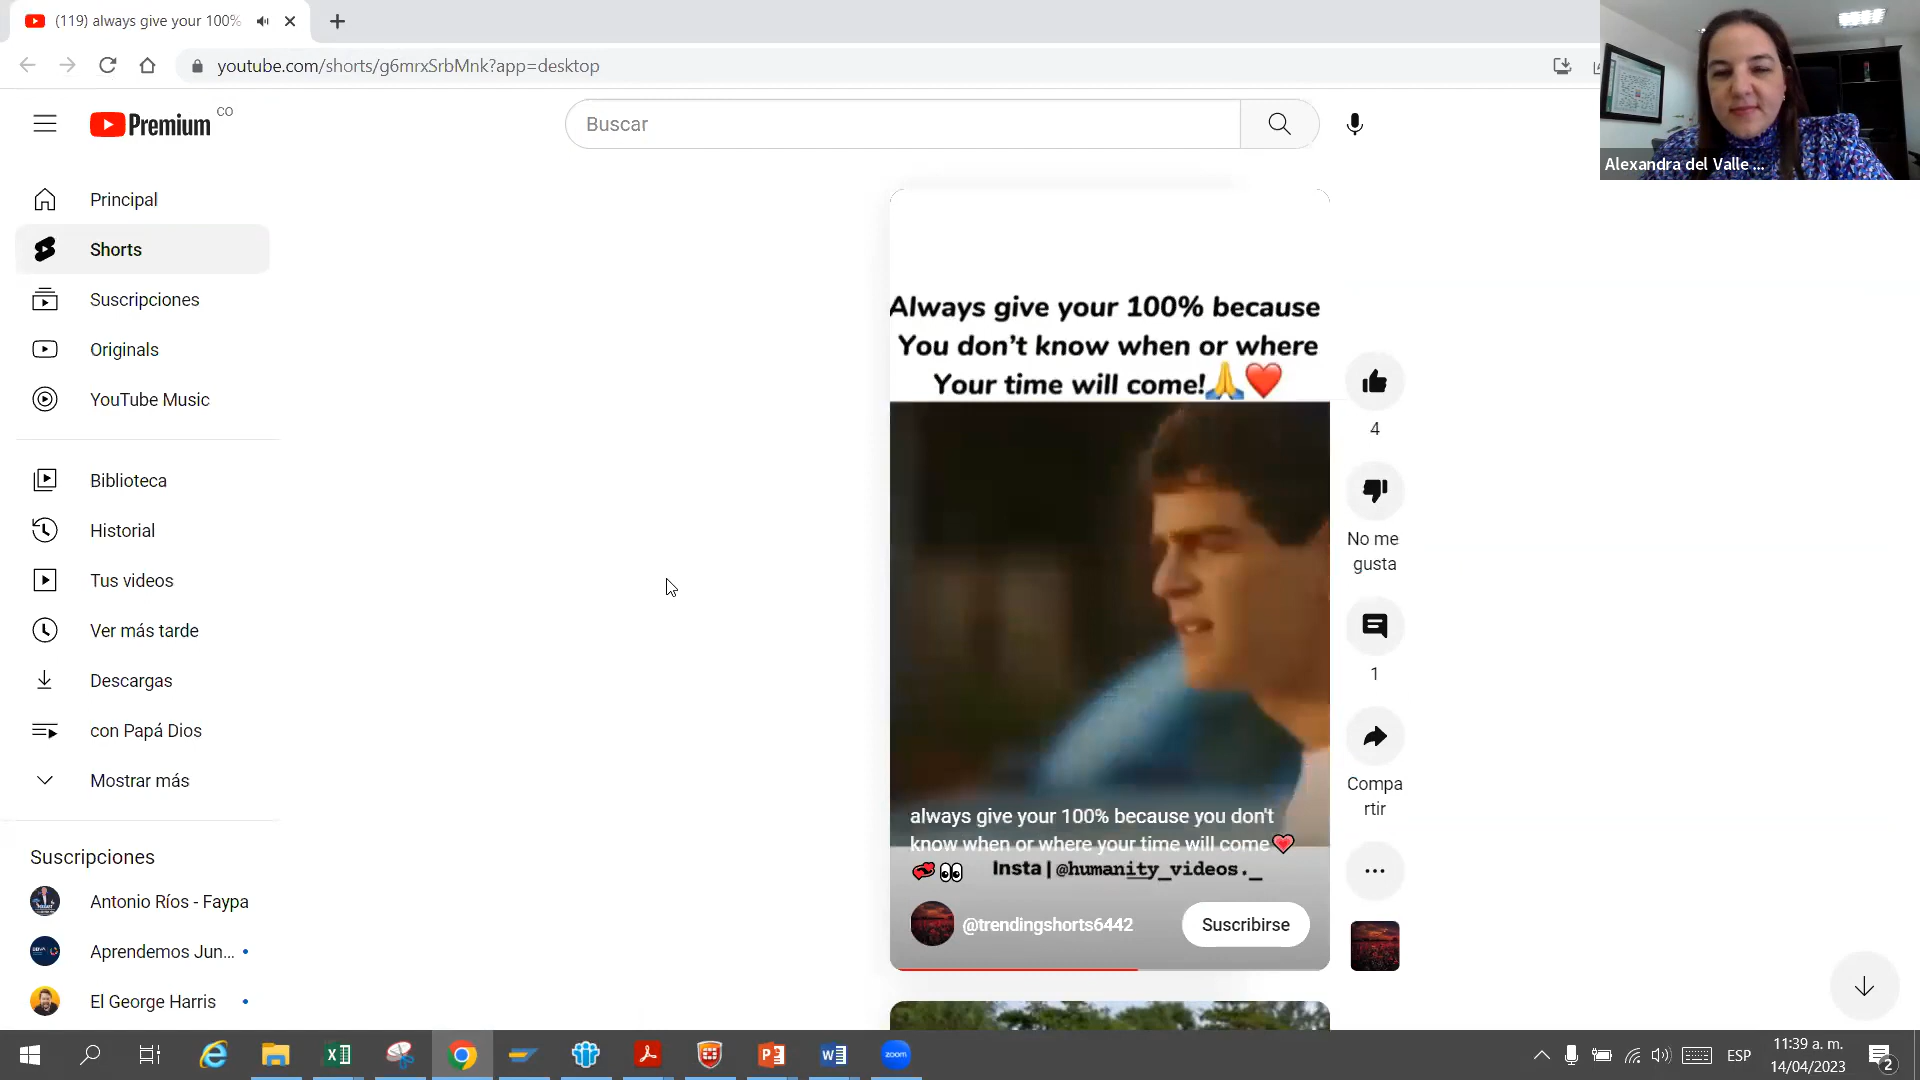 (119) always give your 100%
youtube.com/shorts/g6mrxSrbMnk?app=desktop
Premium
CO
Buscar
Alexandra del Valle ...
Principal
Shorts
Suscripciones
Originals
YouTube Music
Biblioteca
Historial
Tus videos
Ver más tarde
Descargas
con Papá Dios
Mostrar más
Suscripciones
Antonio Ríos - Faypa
Aprendemos Jun...
El George Harris
Always give your 100% because
You don't know when or where
Your time will come!🙏❤️
always give your 100% because you don't
know when or where your time will come
Insta | @humanity_videos._
@trendingshorts6442
Suscribirse
4
No me
gusta
1
Compa
rtir
zoom
ESP
11:39 a. m.
14/04/2023
2